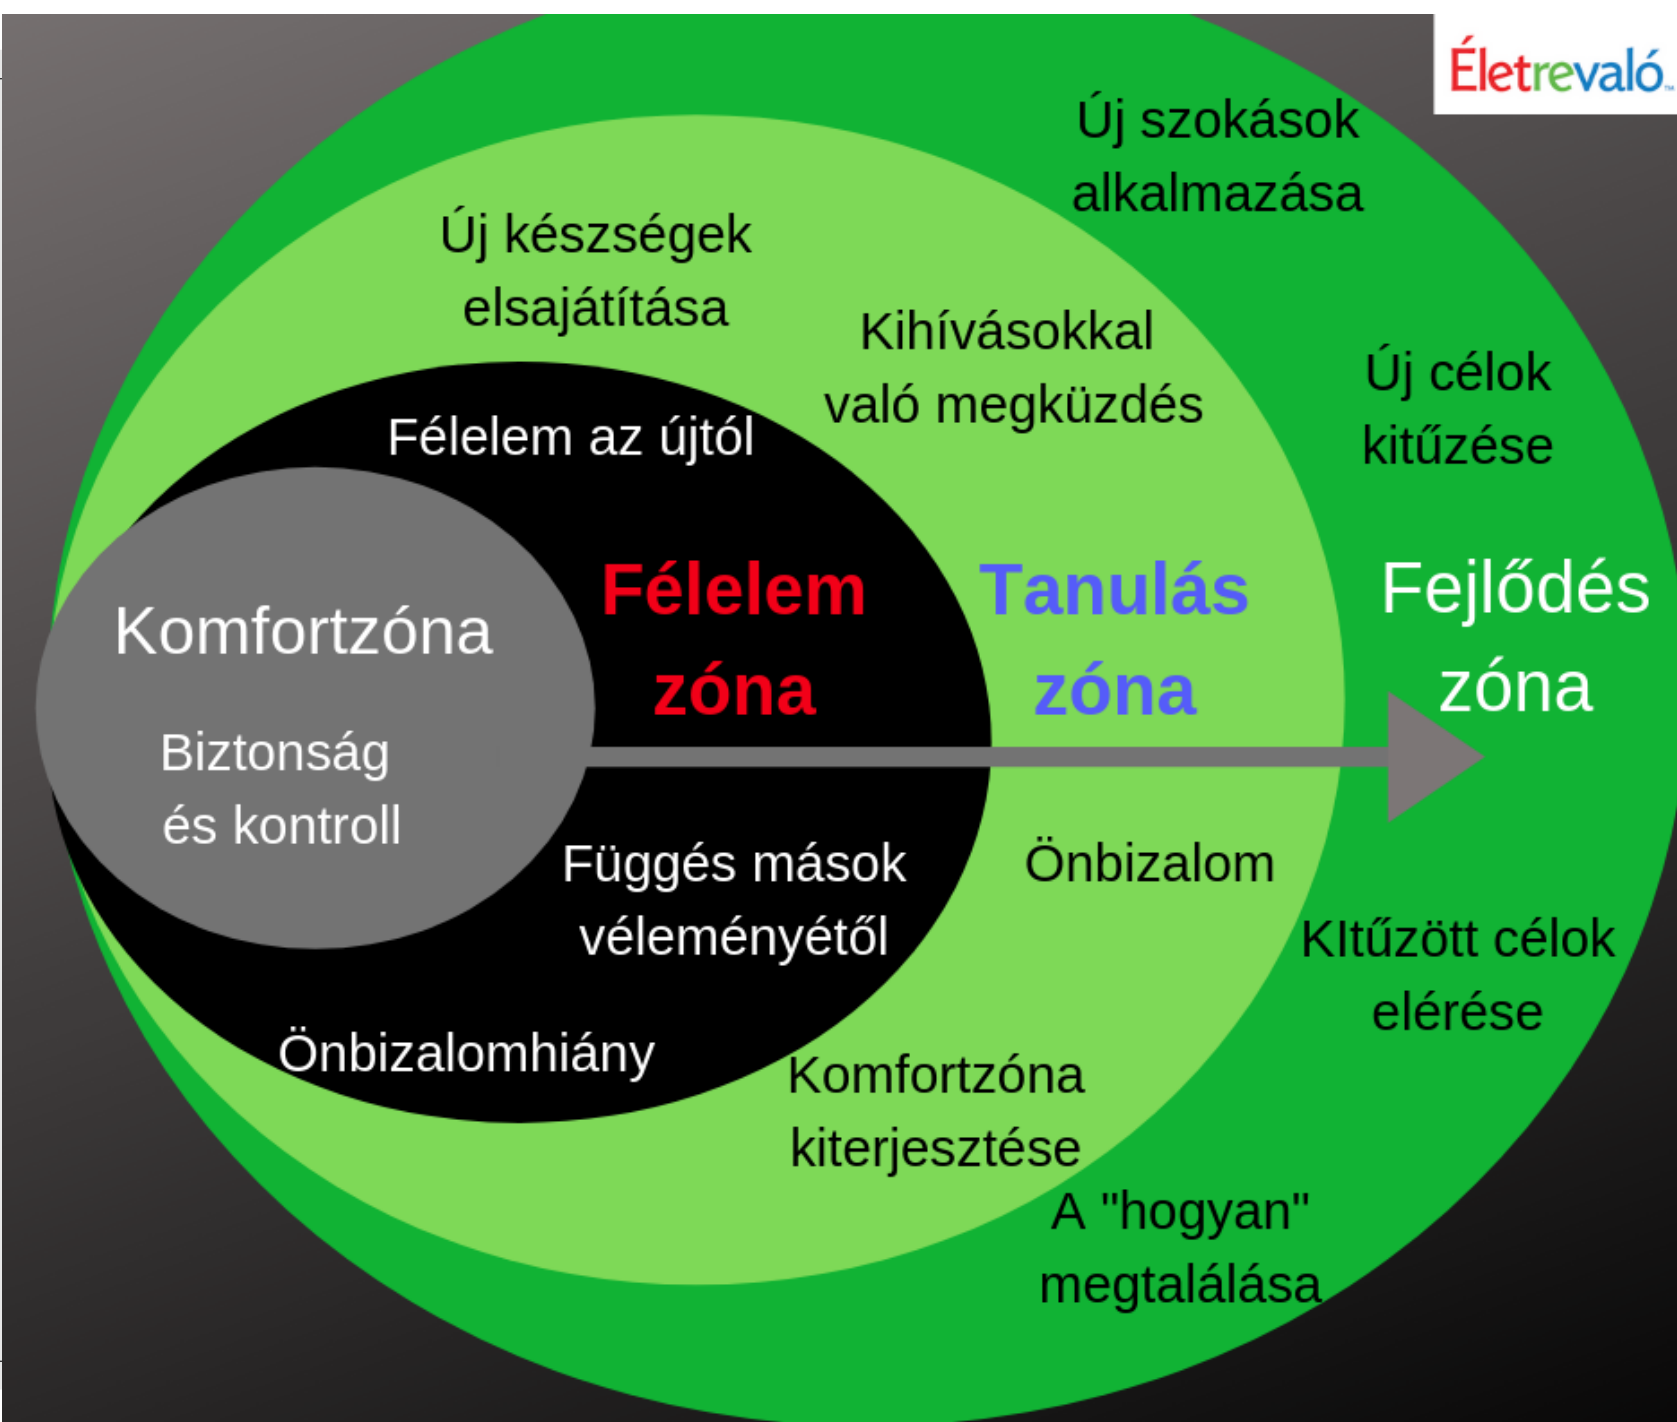 Életrevaló™
Új szokások
alkalmazása
Új készségek
elsajátítása
Kihívásokkal
való megküzdés
Új célok
kitűzése
Félelem az újtól
Komfortzóna
Biztonság
és kontroll
Félelem
zóna
Tanulás
zóna
Fejlődés
zóna
Függés mások
véleményétől
Önbizalom
KItűzött célok
elérése
Önbizalomhiány
Komfortzóna
kiterjesztése
A "hogyan"
megtalálása